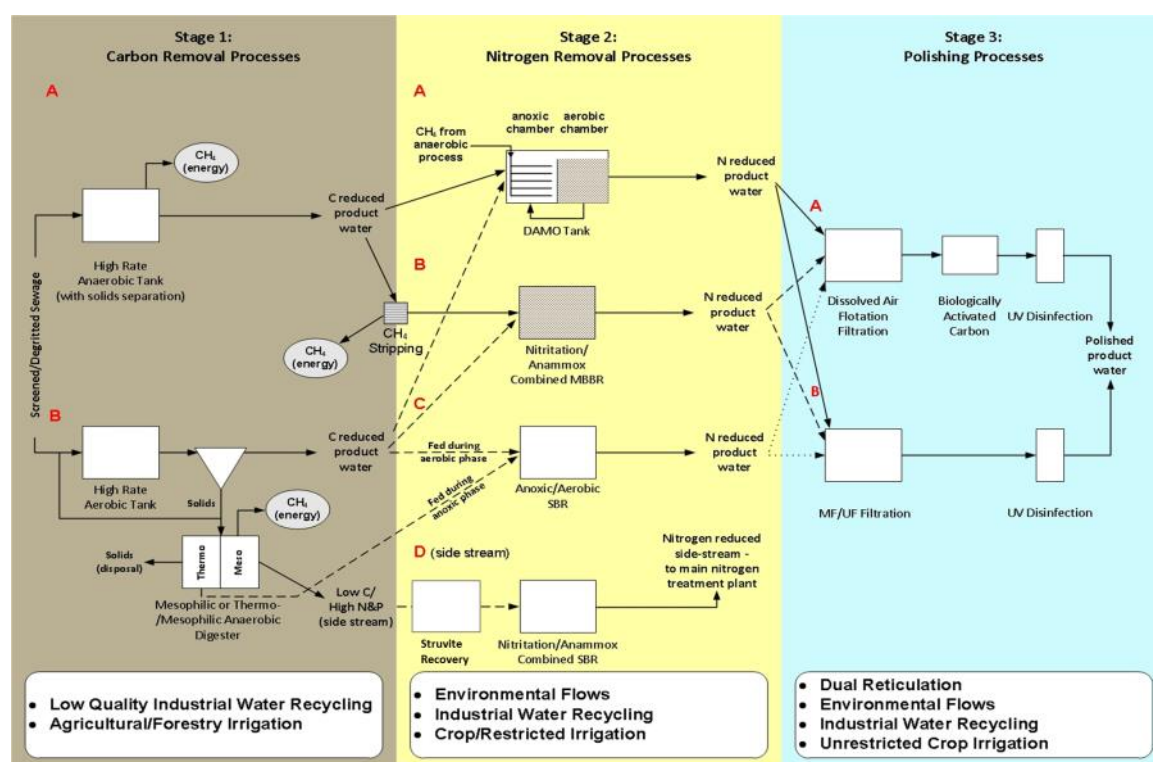 Stage 1:
Carbon Removal Processes
A
CH₄
(energy)
C reduced
product
water
High Rate
Anaerobic Tank
(with solids separation)
Screened/Degritted Sewage
CH₄
Stripping
CH₄
(energy)
B
High Rate
Aerobic Tank
Solids
C reduced
product
water
CH₄
(energy)
Solids
(disposal)
Thermo
Meso
Mesophilic or Thermo-
/Mesophilic Anaerobic
Digester
Low C/
High N&P
(side stream)
• Low Quality Industrial Water Recycling
• Agricultural/Forestry Irrigation
Stage 2:
Nitrogen Removal Processes
A
anoxic
chamber
aerobic
chamber
CH₄ from
anaerobic
process
DAMO Tank
N reduced
product
water
B
Nitritation/
Anammox
Combined MBBR
N reduced
product
water
C
Fed during
aerobic phase
Fed during
anoxic phase
Anoxic/Aerobic
SBR
N reduced
product
water
D (side stream)
Struvite
Recovery
Nitritation/Anammox
Combined SBR
Nitrogen reduced
side-stream -
to main nitrogen
treatment plant
• Environmental Flows
• Industrial Water Recycling
• Crop/Restricted Irrigation
Stage 3:
Polishing Processes
A
Dissolved Air
Flotation
Filtration
Biologically
Activated
Carbon
UV Disinfection
Polished
product
water
B
MF/UF Filtration
UV Disinfection
• Dual Reticulation
• Environmental Flows
• Industrial Water Recycling
• Unrestricted Crop Irrigation